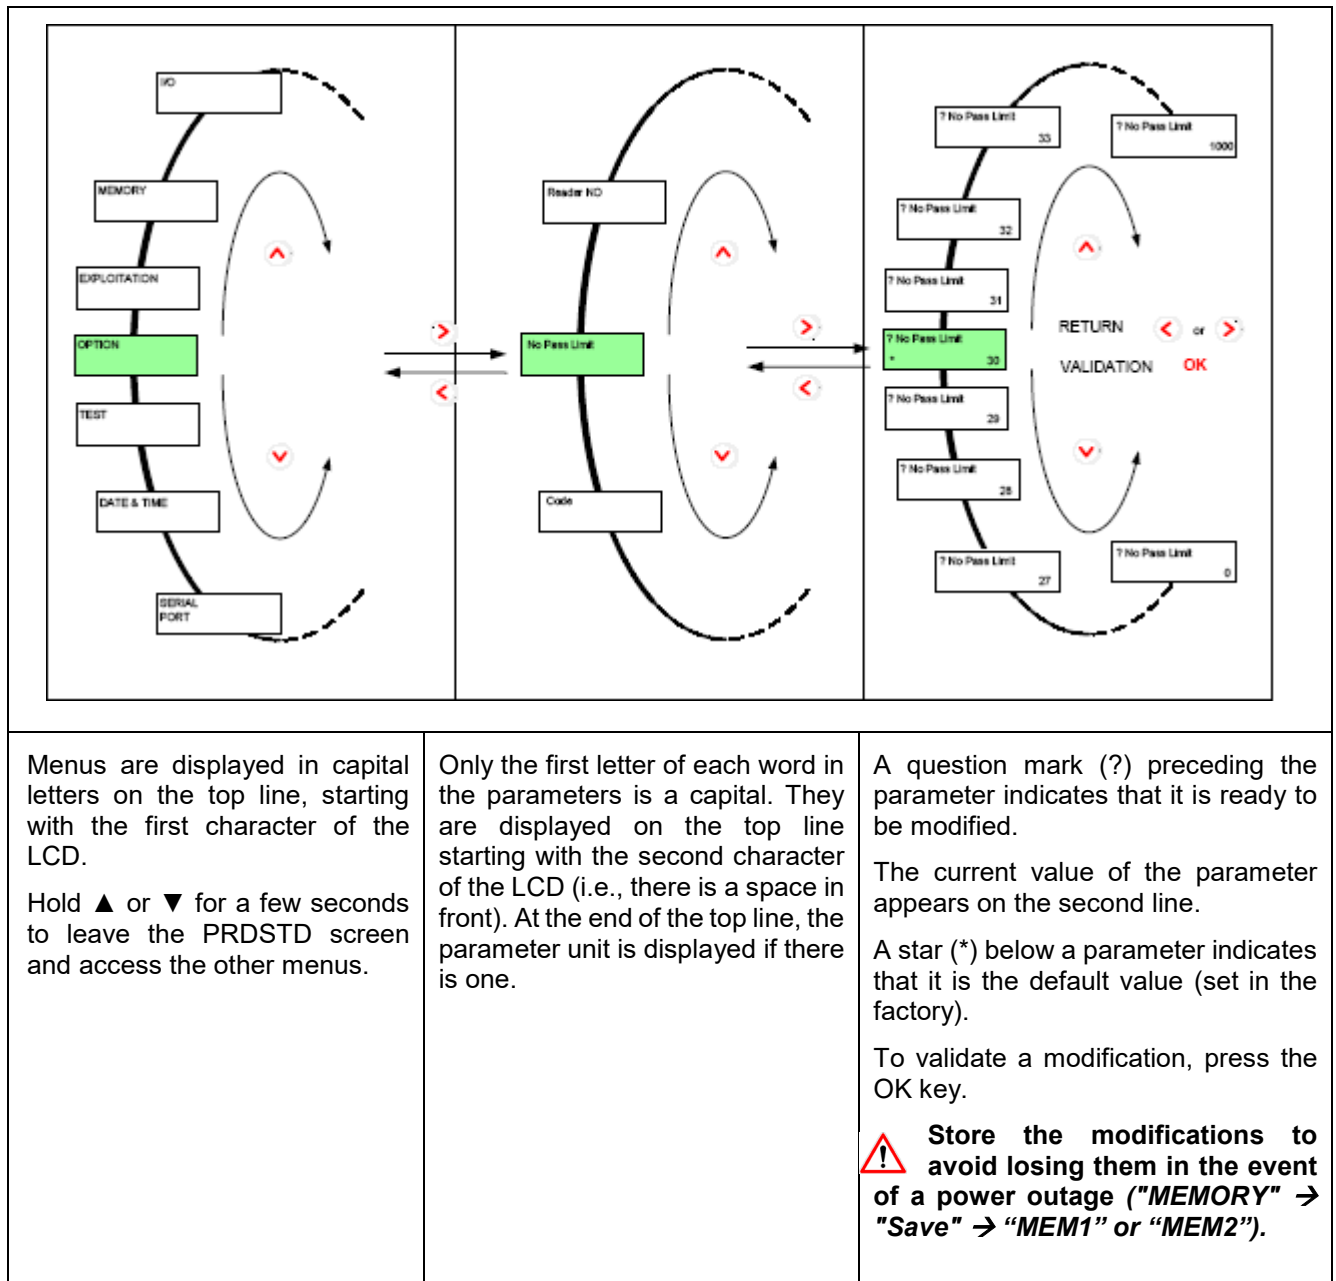 I/O
MEMORY
EXPLOITATION
OPTION
TEST
DATE & TIME
SERIAL
PORT
>
<
Reader NO
No Pass Limit
Code
>
<
? No Pass Limit
33
? No Pass Limit
1000
? No Pass Limit
32
? No Pass Limit
31
? No Pass Limit
* 30
? No Pass Limit
29
? No Pass Limit
28
? No Pass Limit
27
? No Pass Limit
0
RETURN < or >
VALIDATION OK
Menus are displayed in capital
letters on the top line, starting
with the first character of the
LCD.
Hold ▲ or ▼ for a few seconds
to leave the PRDSTD screen
and access the other menus.
Only the first letter of each word in
the parameters is a capital. They
are displayed on the top line
starting with the second character
of the LCD (i.e., there is a space in
front). At the end of the top line, the
parameter unit is displayed if there
is one.
A question mark (?) preceding the
parameter indicates that it is ready to
be modified.
The current value of the parameter
appears on the second line.
A star (*) below a parameter indicates
that it is the default value (set in the
factory).
To validate a modification, press the
OK key.
Store the modifications to
avoid losing them in the event
of a power outage ("MEMORY" →
"Save" → “MEM1” or “MEM2”).